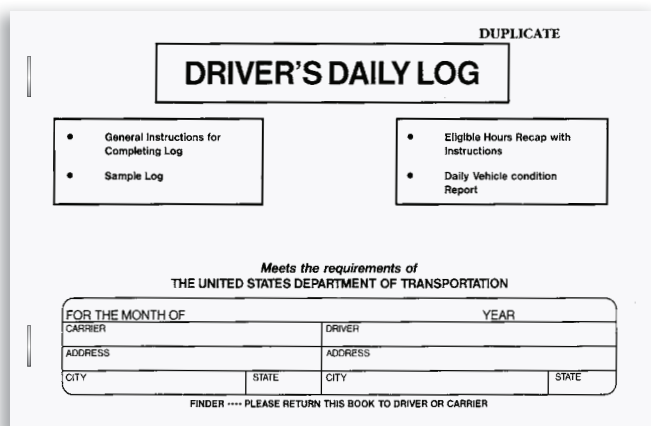 DUPLICATE
DRIVER'S DAILY LOG
• General Instructions for
Completing Log
• Sample Log
• Eligible Hours Recap with
Instructions
• Daily Vehicle condition
Report
Meets the requirements of
THE UNITED STATES DEPARTMENT OF TRANSPORTATION
FOR THE MONTH OF YEAR
CARRIER DRIVER
ADDRESS ADDRESS
CITY STATE CITY STATE
FINDER ---- PLEASE RETURN THIS BOOK TO DRIVER OR CARRIER